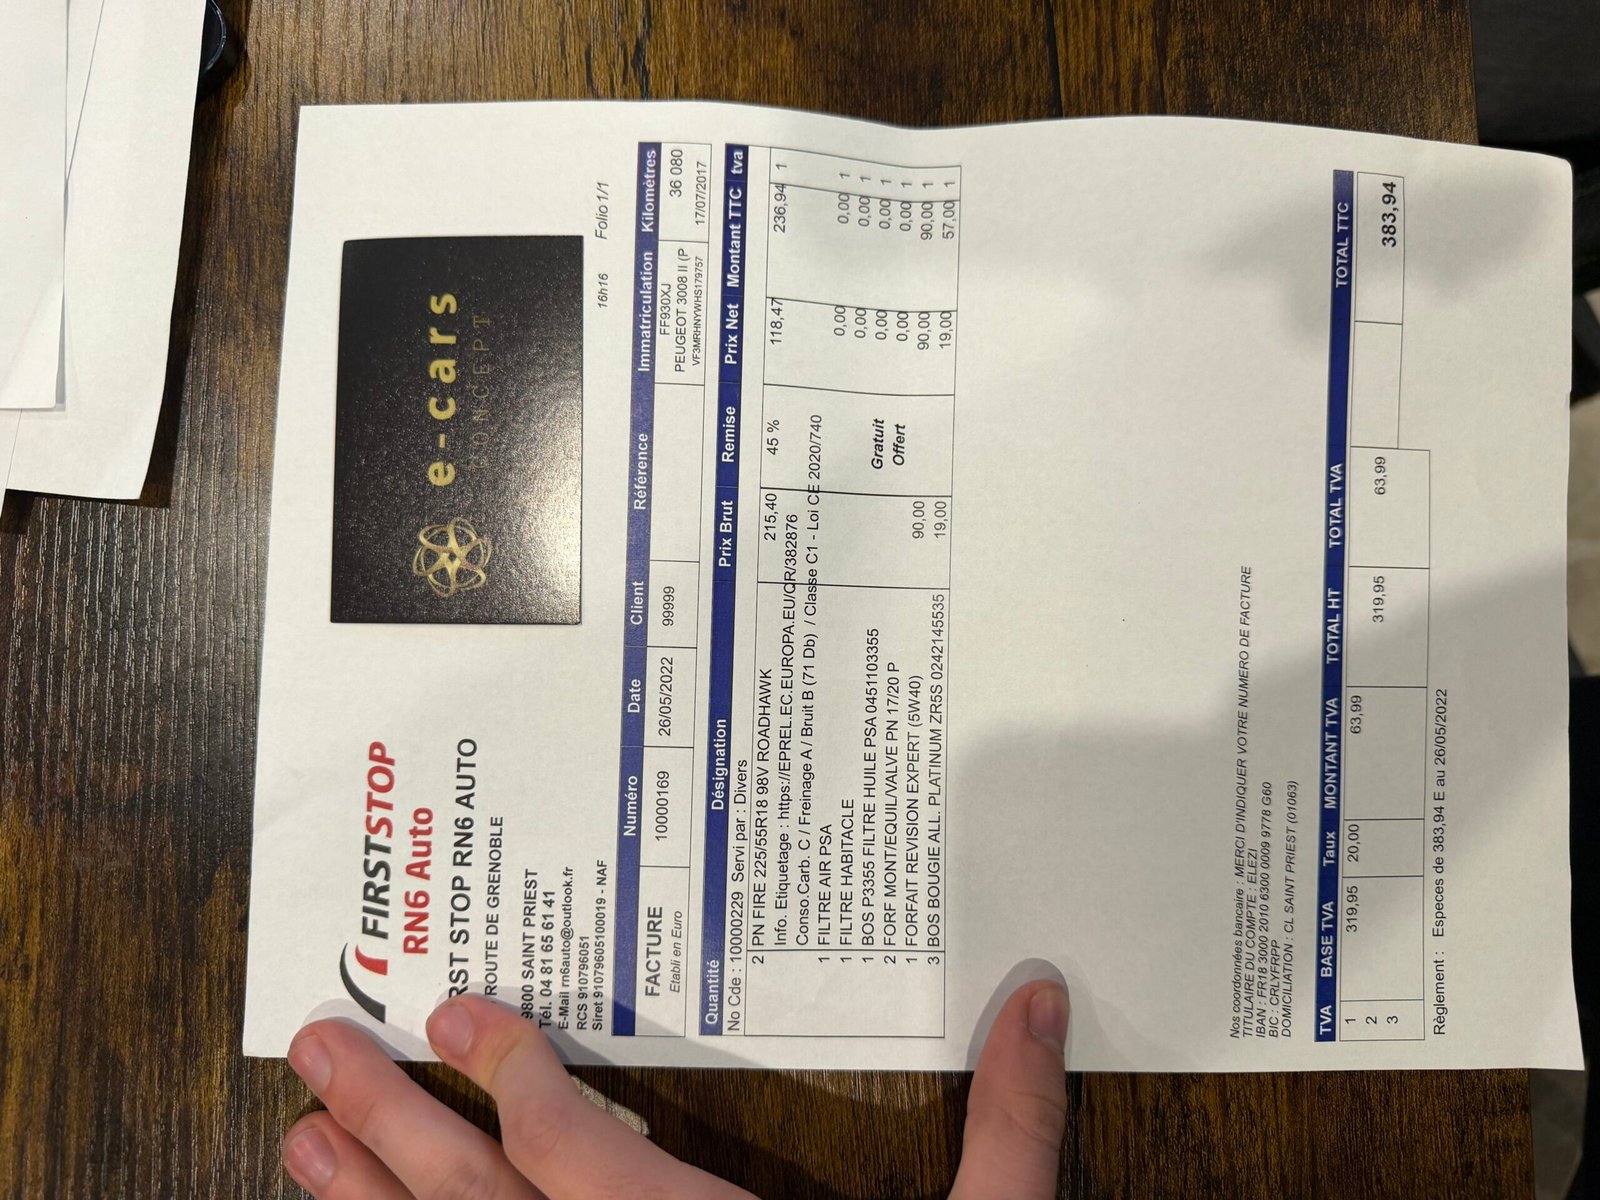 FIRSTSTOP
RN6 Auto
RST STOP RN6 AUTO
ROUTE DE GRENOBLE
9800 SAINT PRIEST
Tél. 04 81 65 61 41
E-Mail rn6auto@outlook.fr
RCS 910796051
Siret 91079605100019 - NAF
e-cars
CONCEPT
16h16 Folio 1/1
Numéro Date Client Référence Immatriculation Kilomètres
FACTURE 10000169 26/05/2022 99999 FF930XJ 36 080
Etabli en Euro PEUGEOT 3008 II (P
VF3MRHNYWHS179757 17/07/2017
Quantité Désignation Prix Brut Remise Prix Net Montant TTC tva
No Cde : 10000229 Servi par : Divers
2 PN FIRE 225/55R18 98V ROADHAWK 215,40 45 % 118,47 236,94 1
Info. Etiquetage : https://EPREL.EC.EUROPA.EU/QR/382876
Conso.Carb. C / Freinage A / Bruit B (71 Db) / Classe C1 - Loi CE 2020/740
1 FILTRE AIR PSA 0,00 0,00 1
1 FILTRE HABITACLE 0,00 0,00 1
1 BOS P3355 FILTRE HUILE PSA 0451103355 Gratuit 0,00 0,00 1
2 FORF MONT/EQUIL/VALVE PN 17/20 P Offert 0,00 0,00 1
1 FORFAIT REVISION EXPERT (5W40) 90,00 90,00 90,00 1
3 BOS BOUGIE ALL. PLATINUM ZR5S 0242145535 19,00 19,00 57,00 1
Nos coordonnées bancaire : MERCI D'INDIQUER VOTRE NUMERO DE FACTURE
TITULAIRE DU COMPTE : ELEZI
IBAN : FR18 3000 2010 6300 0009 9778 G60
BIC : CRLYFRPP
DOMICILIATION : CL SAINT PRIEST (01063)
TVA BASE TVA Taux MONTANT TVA TOTAL HT TOTAL TVA TOTAL TTC
1 319,95 20,00 63,99 319,95 63,99 383,94
2
3
Règlement : Especes de 383,94 E au 26/05/2022